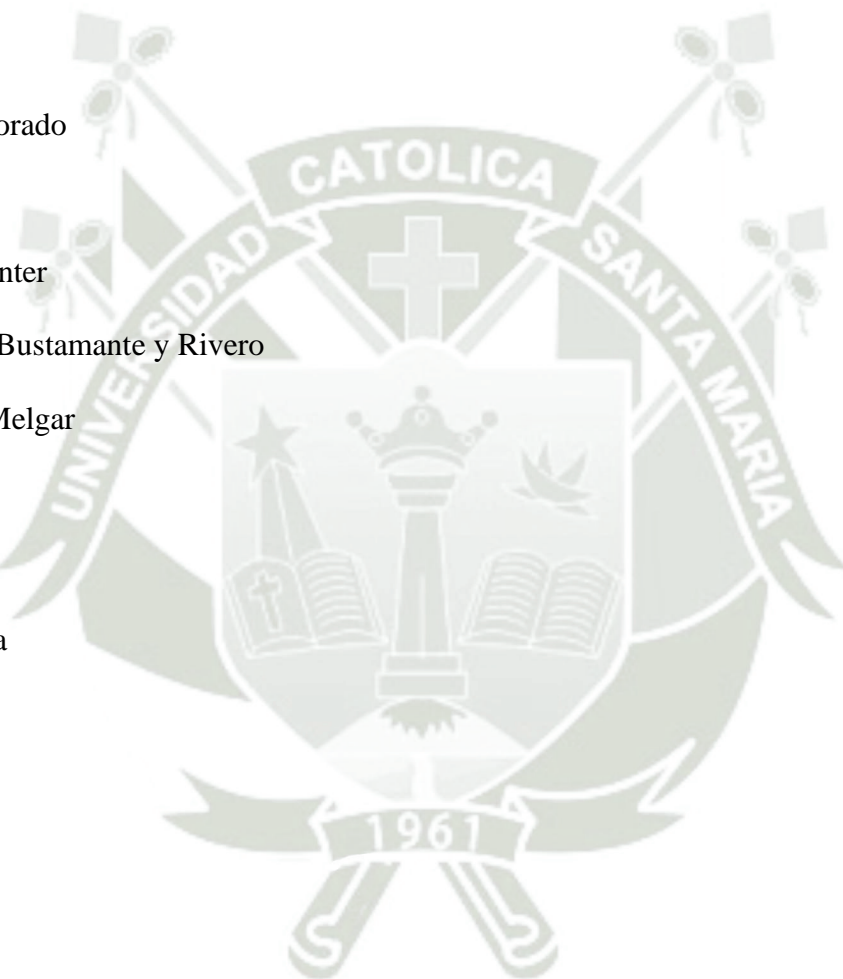 orado
CATOLICA
UNIVERSIDAD
SANTA MARIA
nter
Bustamante y Rivero
Melgar
a
1961